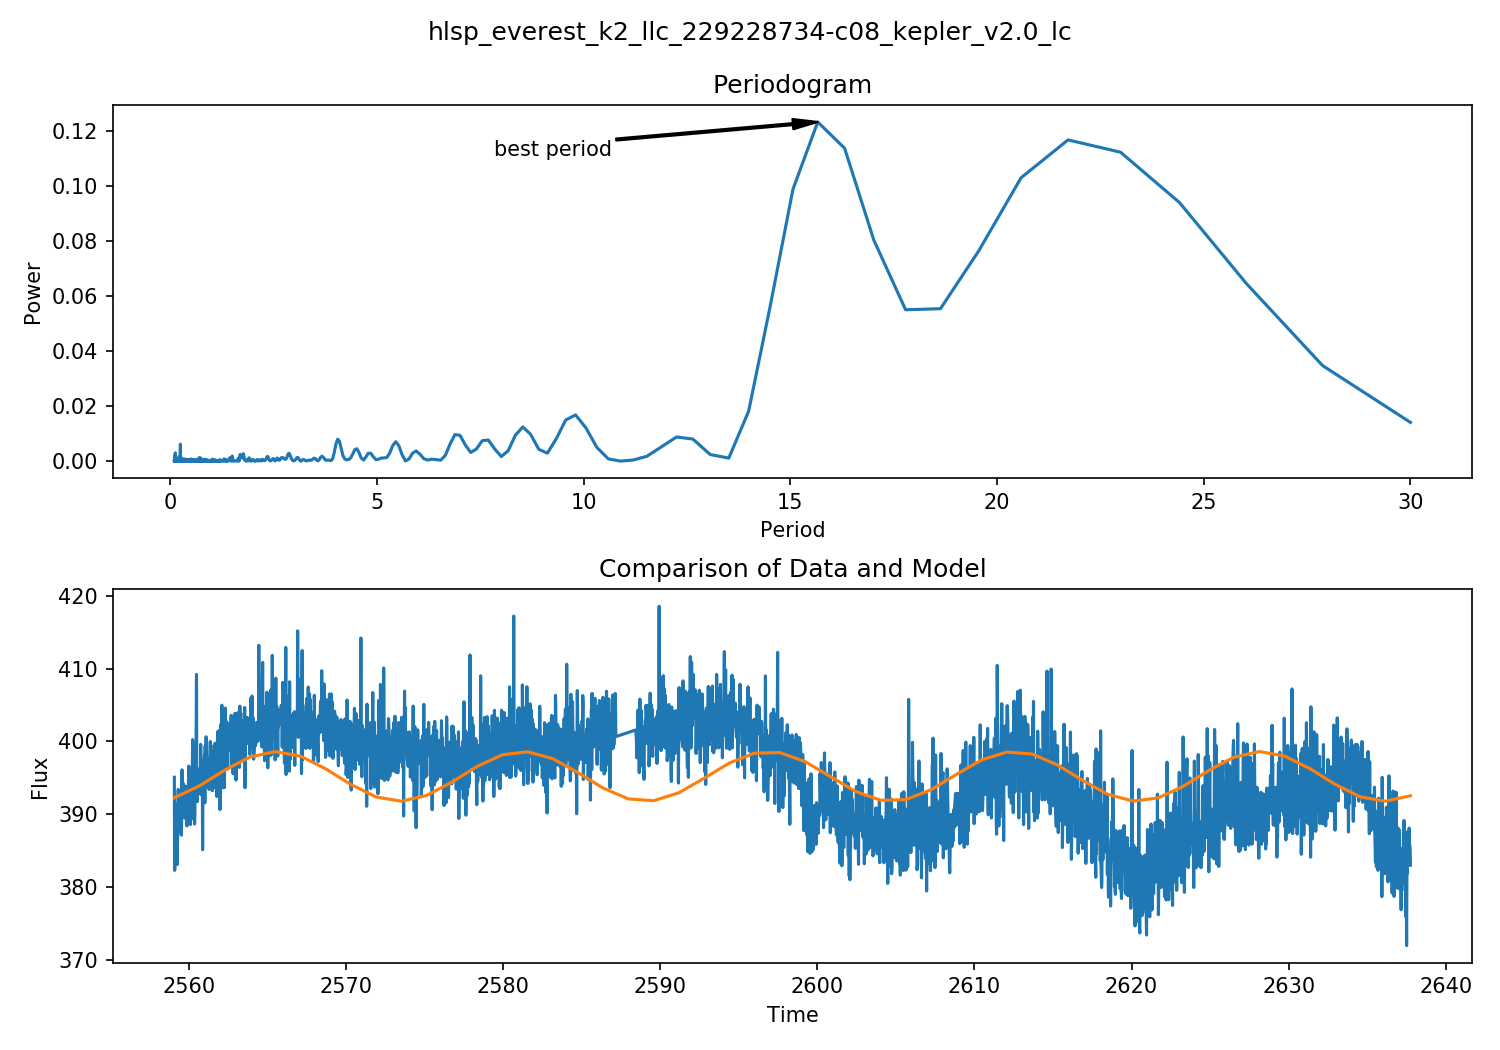 hlsp_everest_k2_llc_229228734-c08_kepler_v2.0_lc
Periodogram
0.12
0.10
0.08
0.06
0.04
0.02
0.00
Power
best period
0 5 10 15 20 25 30
Period
Comparison of Data and Model
420
410
400
390
380
370
Flux
2560 2570 2580 2590 2600 2610 2620 2630 2640
Time